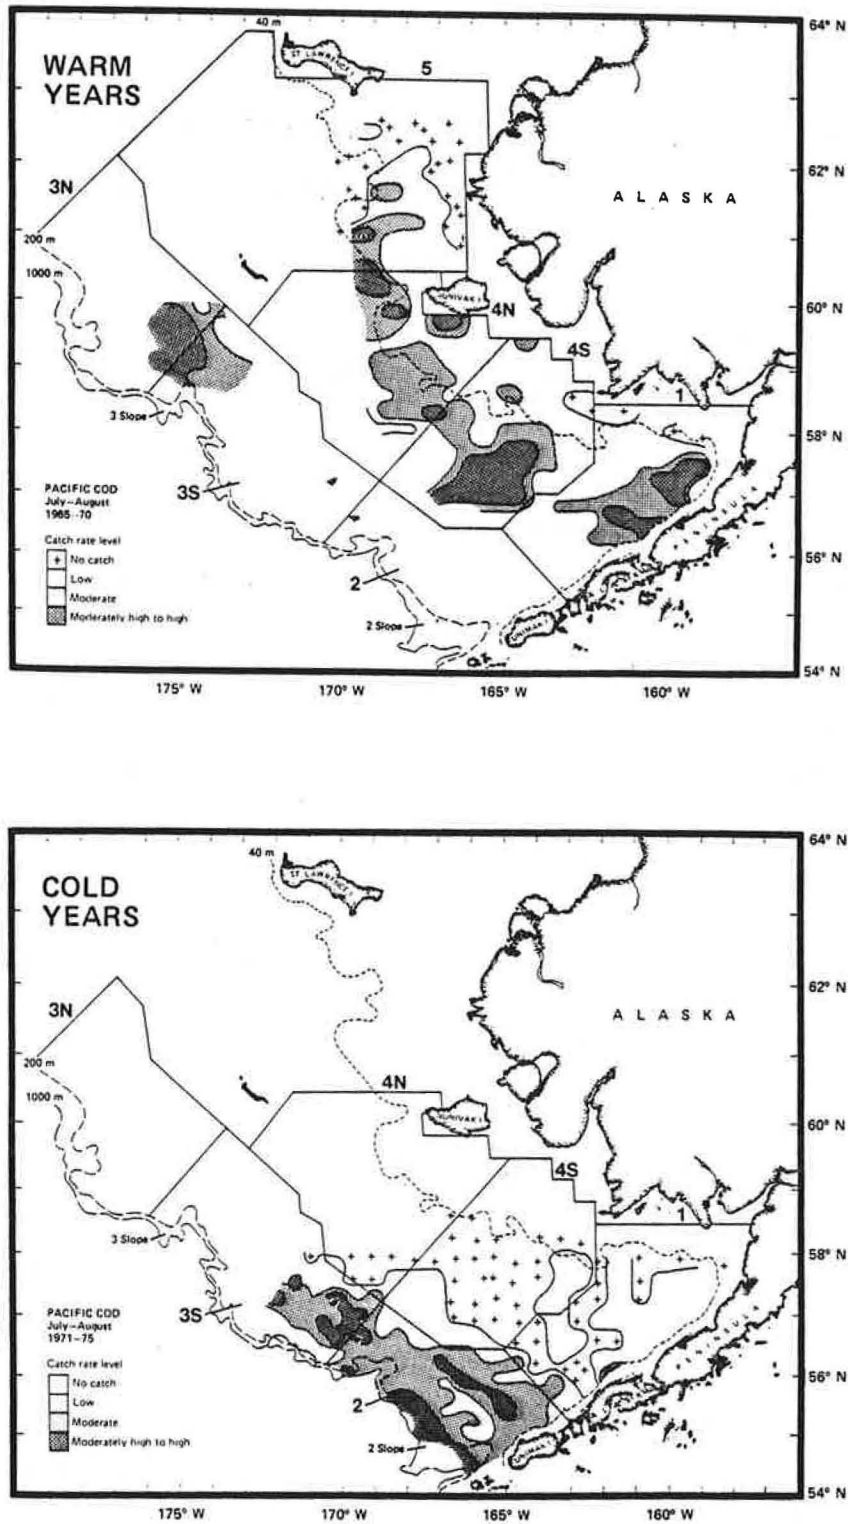 40 m
64° N
ST LAWRENCE I
WARM
YEARS
5
62° N
3N
ALASKA
200 m
1000 m
NUNIVAK I
60° N
4N
4S
1
3 Slope
58° N
3S
PACIFIC COD
July-August
1965-70
Catch rate level
+ No catch
Low
Moderate
Moderately high to high
56° N
2
2 Slope
UNIMAK I
54° N
175° W
170° W
165° W
160° W
40 m
64° N
ST LAWRENCE I
COLD
YEARS
62° N
3N
ALASKA
200 m
1000 m
4N
NUNIVAK I
60° N
4S
1
3 Slope
58° N
3S
PACIFIC COD
July-August
1971-75
Catch rate level
No catch
Low
Moderate
Moderately high to high
56° N
2
2 Slope
UNIMAK I
54° N
175° W
170° W
165° W
160° W